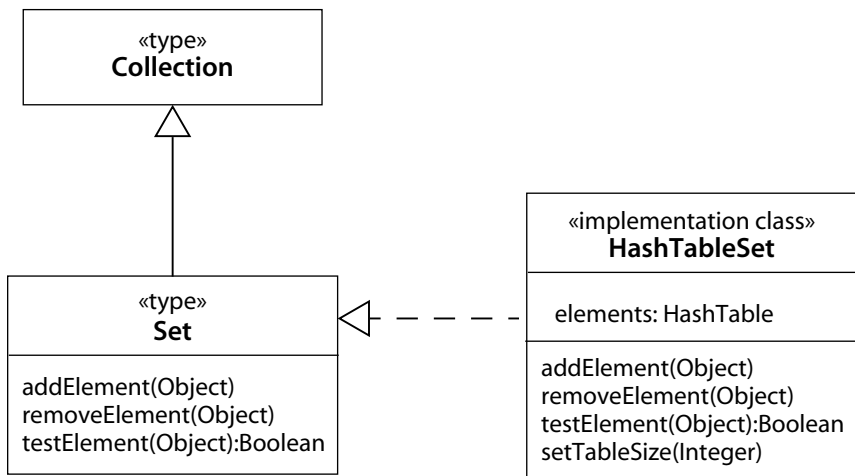 «type»
Collection
«type»
Set
addElement(Object)
removeElement(Object)
testElement(Object):Boolean
«implementation class»
HashTableSet
elements: HashTable
addElement(Object)
removeElement(Object)
testElement(Object):Boolean
setTableSize(Integer)